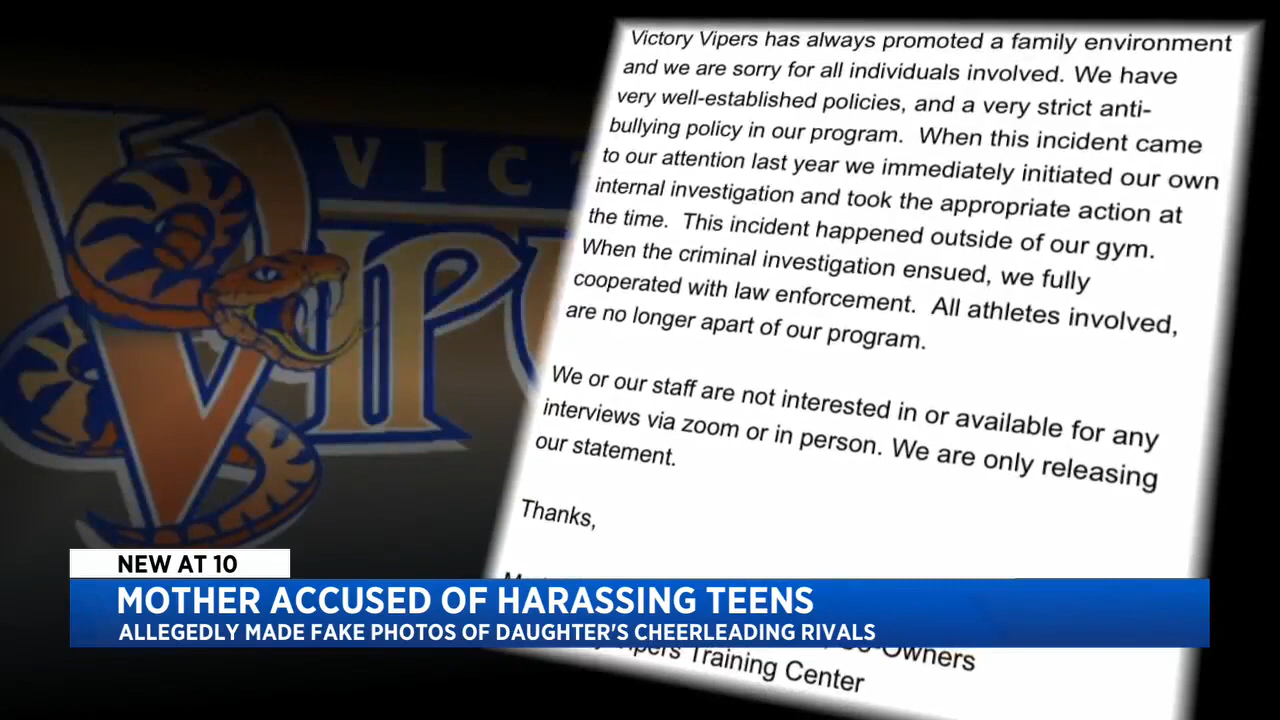 VICT
VIP
Victory Vipers has always promoted a family environment
and we are sorry for all individuals involved. We have
very well-established policies, and a very strict anti-
bullying policy in our program. When this incident came
to our attention last year we immediately initiated our own
internal investigation and took the appropriate action at
the time. This incident happened outside of our gym.
When the criminal investigation ensued, we fully
cooperated with law enforcement. All athletes involved,
are no longer apart of our program.
We or our staff are not interested in or available for any
interviews via zoom or in person. We are only releasing
our statement.
Thanks,
Co-Owners
Vipers Training Center
NEW AT 10
MOTHER ACCUSED OF HARASSING TEENS
ALLEGEDLY MADE FAKE PHOTOS OF DAUGHTER'S CHEERLEADING RIVALS